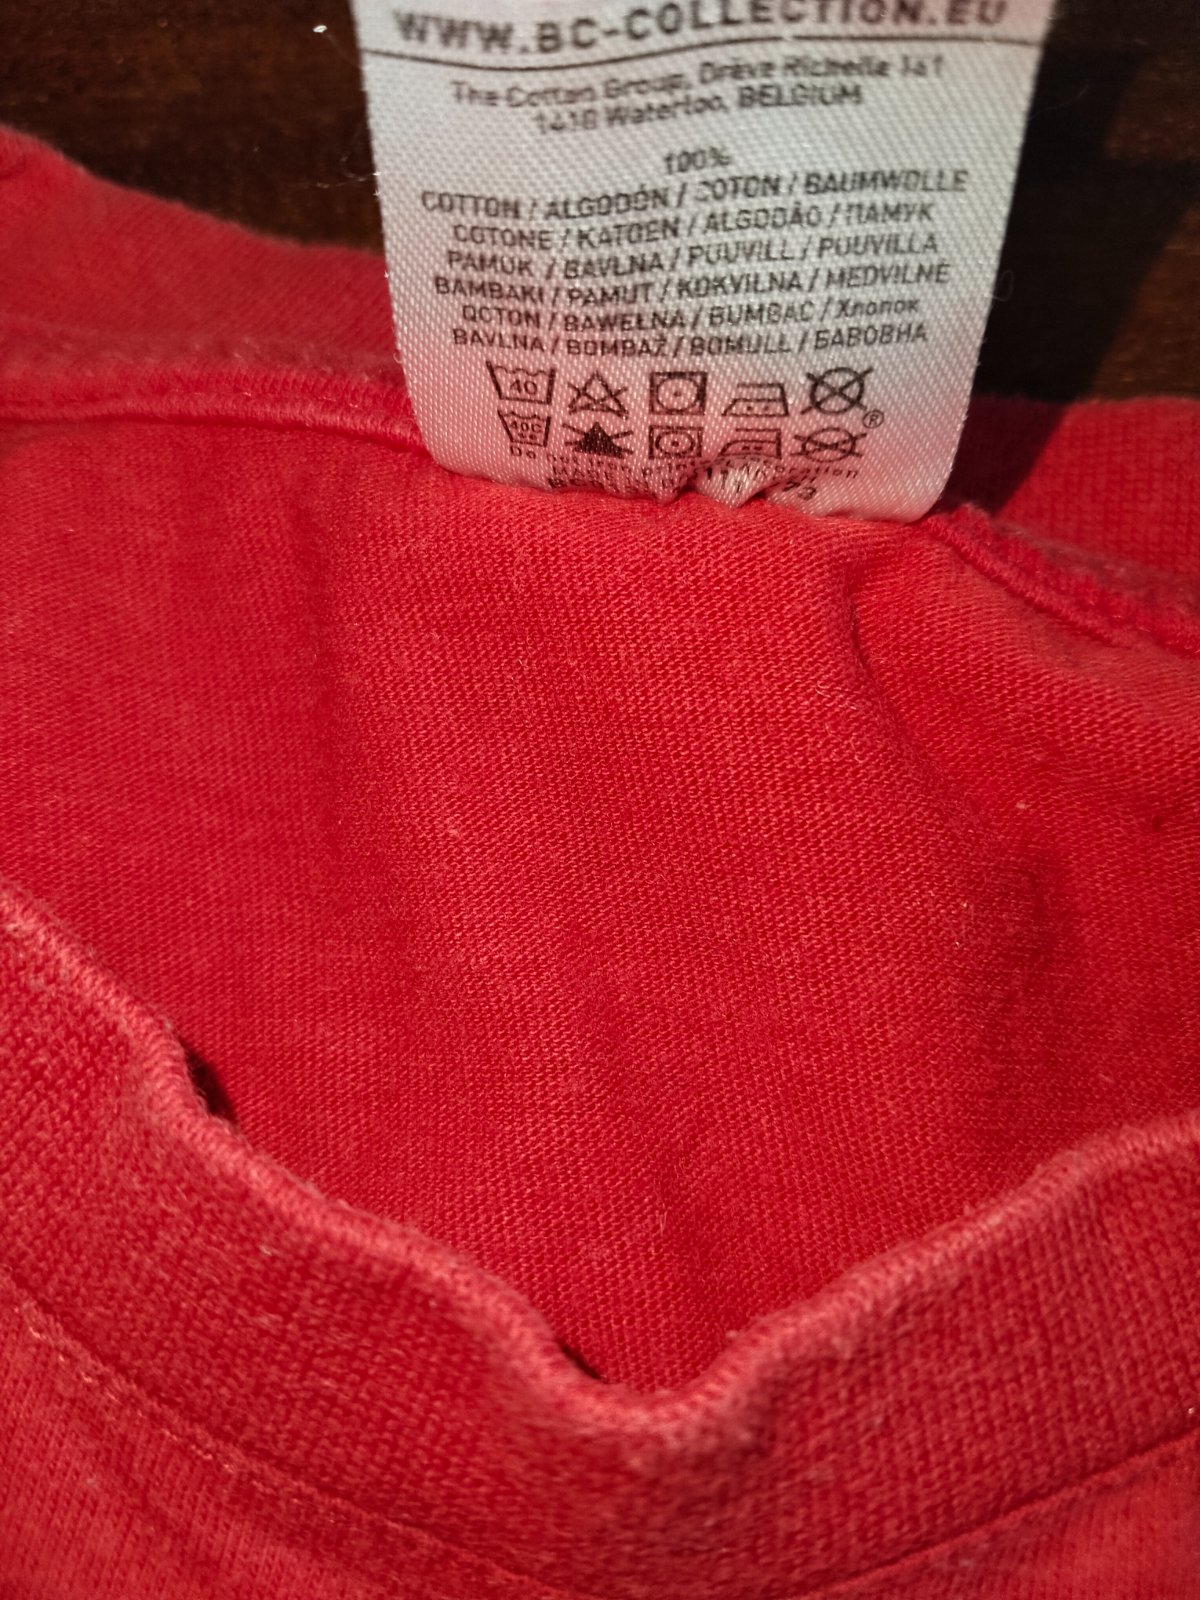 WWW.BC-COLLECTION.EU
The Cotton Group, Drève Richelle 161
1410 Waterloo, BELGIUM
100%
COTTON / ALGODÓN / COTON / BAUMWOLLE
COTONE / KATOEN / ALGODÃO / ПАМУК
PAMUK / BAVLNA / PUUVILL / PUUVILLA
BAMBAKI / PAMUT / KOKVILNA / MEDVILNE
QOTON / BAWEŁNA / BUMBAC / Хлопок
BAVLNA / BOMBAŽ / BOMULL / БАВОВНА
40
®
40C